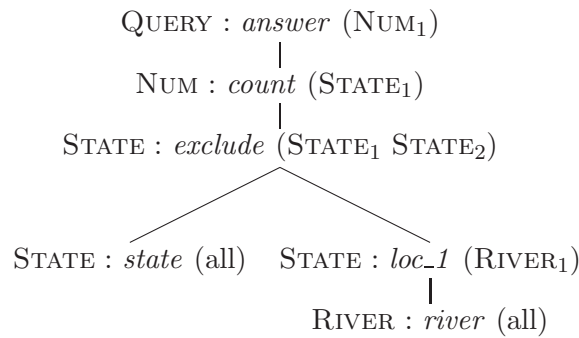 QUERY : answer (NUM₁)
NUM : count (STATE₁)
STATE : exclude (STATE₁ STATE₂)
STATE : state (all) STATE : loc_1 (RIVER₁)
RIVER : river (all)